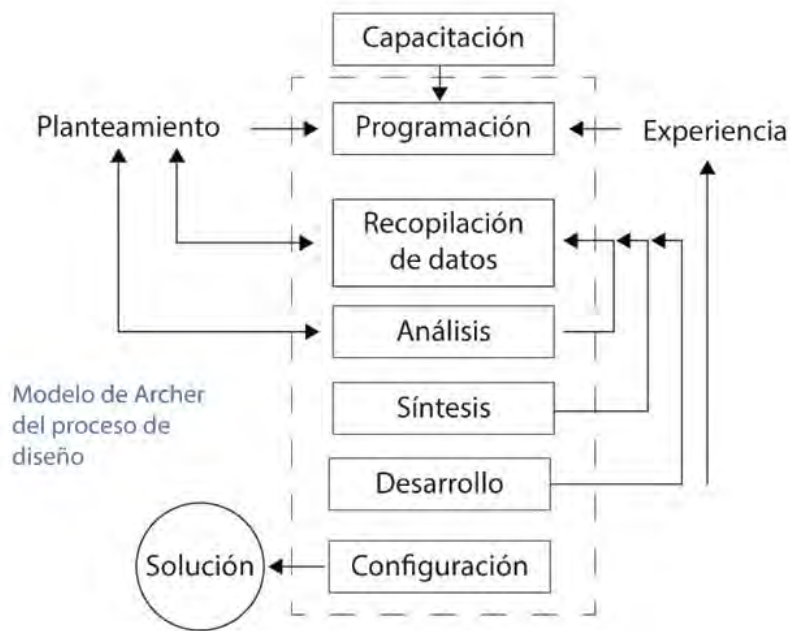 Capacitación
Planteamiento
Programación
Experiencia
Recopilación
de datos
Análisis
Modelo de Archer
del proceso de
diseño
Síntesis
Desarrollo
Solución
Configuración